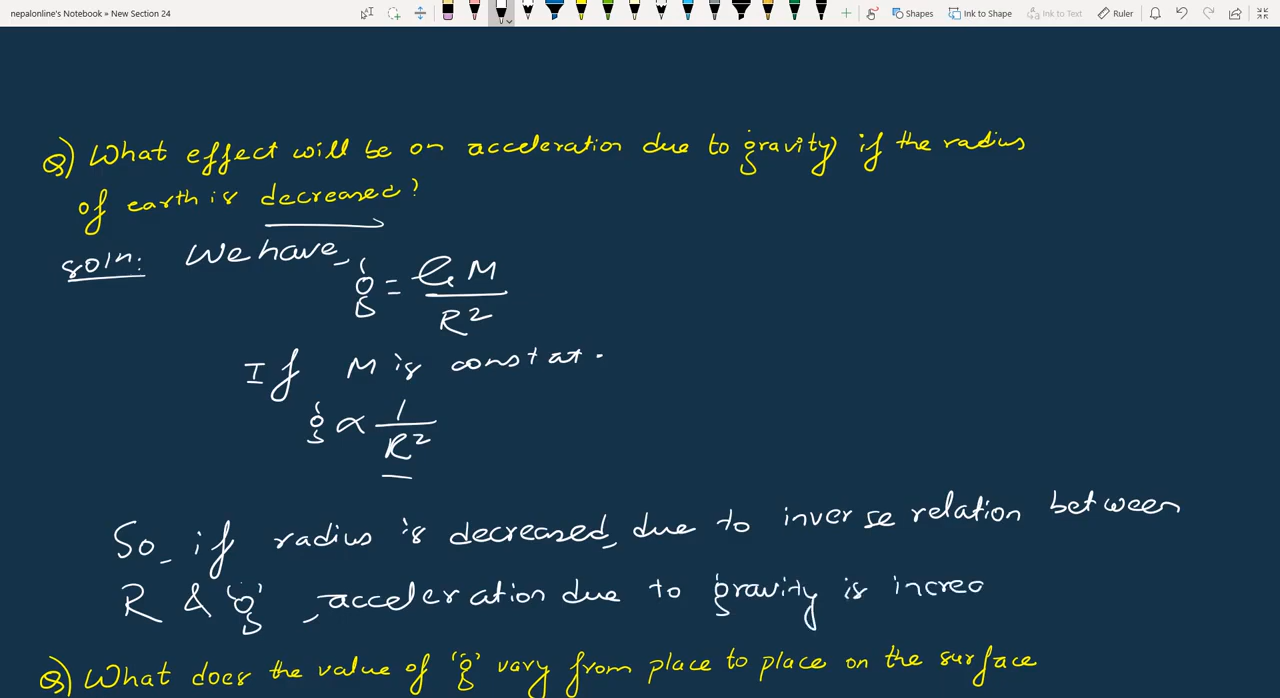 nepalonline's Notebook » New Section 24
Shapes Ink to Shape Ink to Text Ruler
Q) What effect will be on acceleration due to gravity if the radius
of earth is decreased?
soln: We have,
g = GM / R²
If M is constat.
g ∝ 1 / R²
So, if radius is decreased, due to inverse relation between
R & 'g', acceleration due to gravity is increa
Q) What does the value of 'g' vary from place to place on the surface